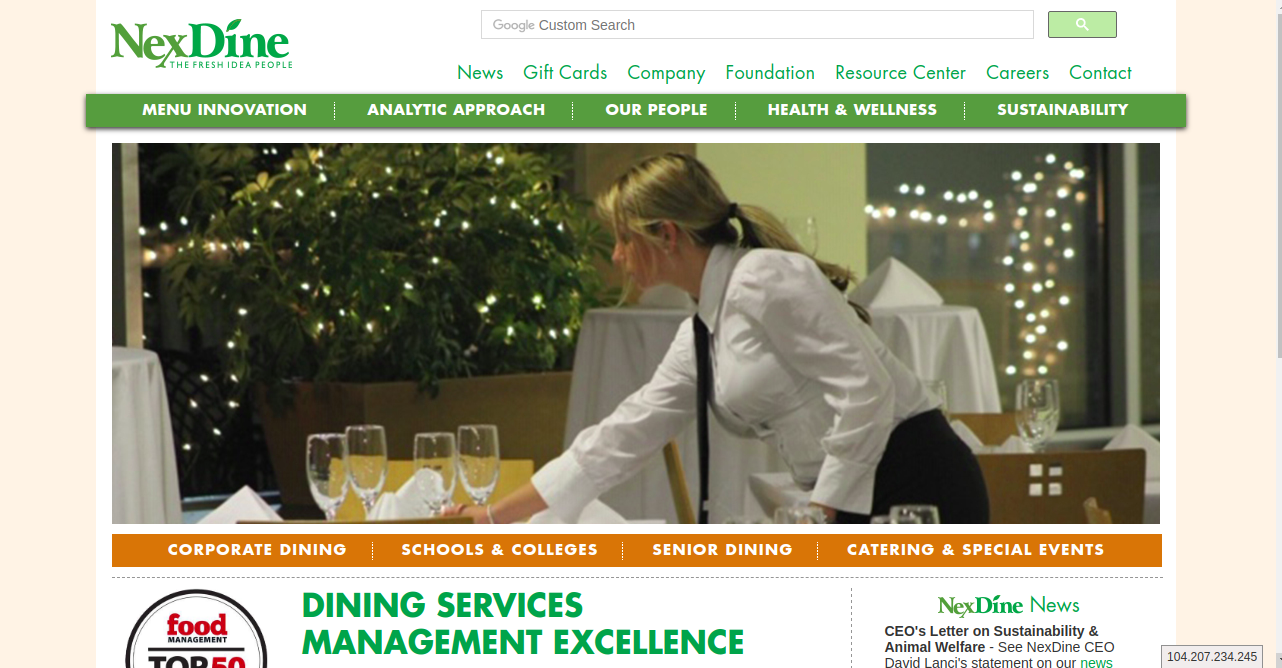 NexDine
THE FRESH IDEA PEOPLE
Google Custom Search
News Gift Cards Company Foundation Resource Center Careers Contact
MENU INNOVATION ANALYTIC APPROACH OUR PEOPLE HEALTH & WELLNESS SUSTAINABILITY
CORPORATE DINING SCHOOLS & COLLEGES SENIOR DINING CATERING & SPECIAL EVENTS
food
MANAGEMENT
TOP50
DINING SERVICES
MANAGEMENT EXCELLENCE
NexDine News
CEO's Letter on Sustainability &
Animal Welfare - See NexDine CEO
David Lanci's statement on our news
104.207.234.245